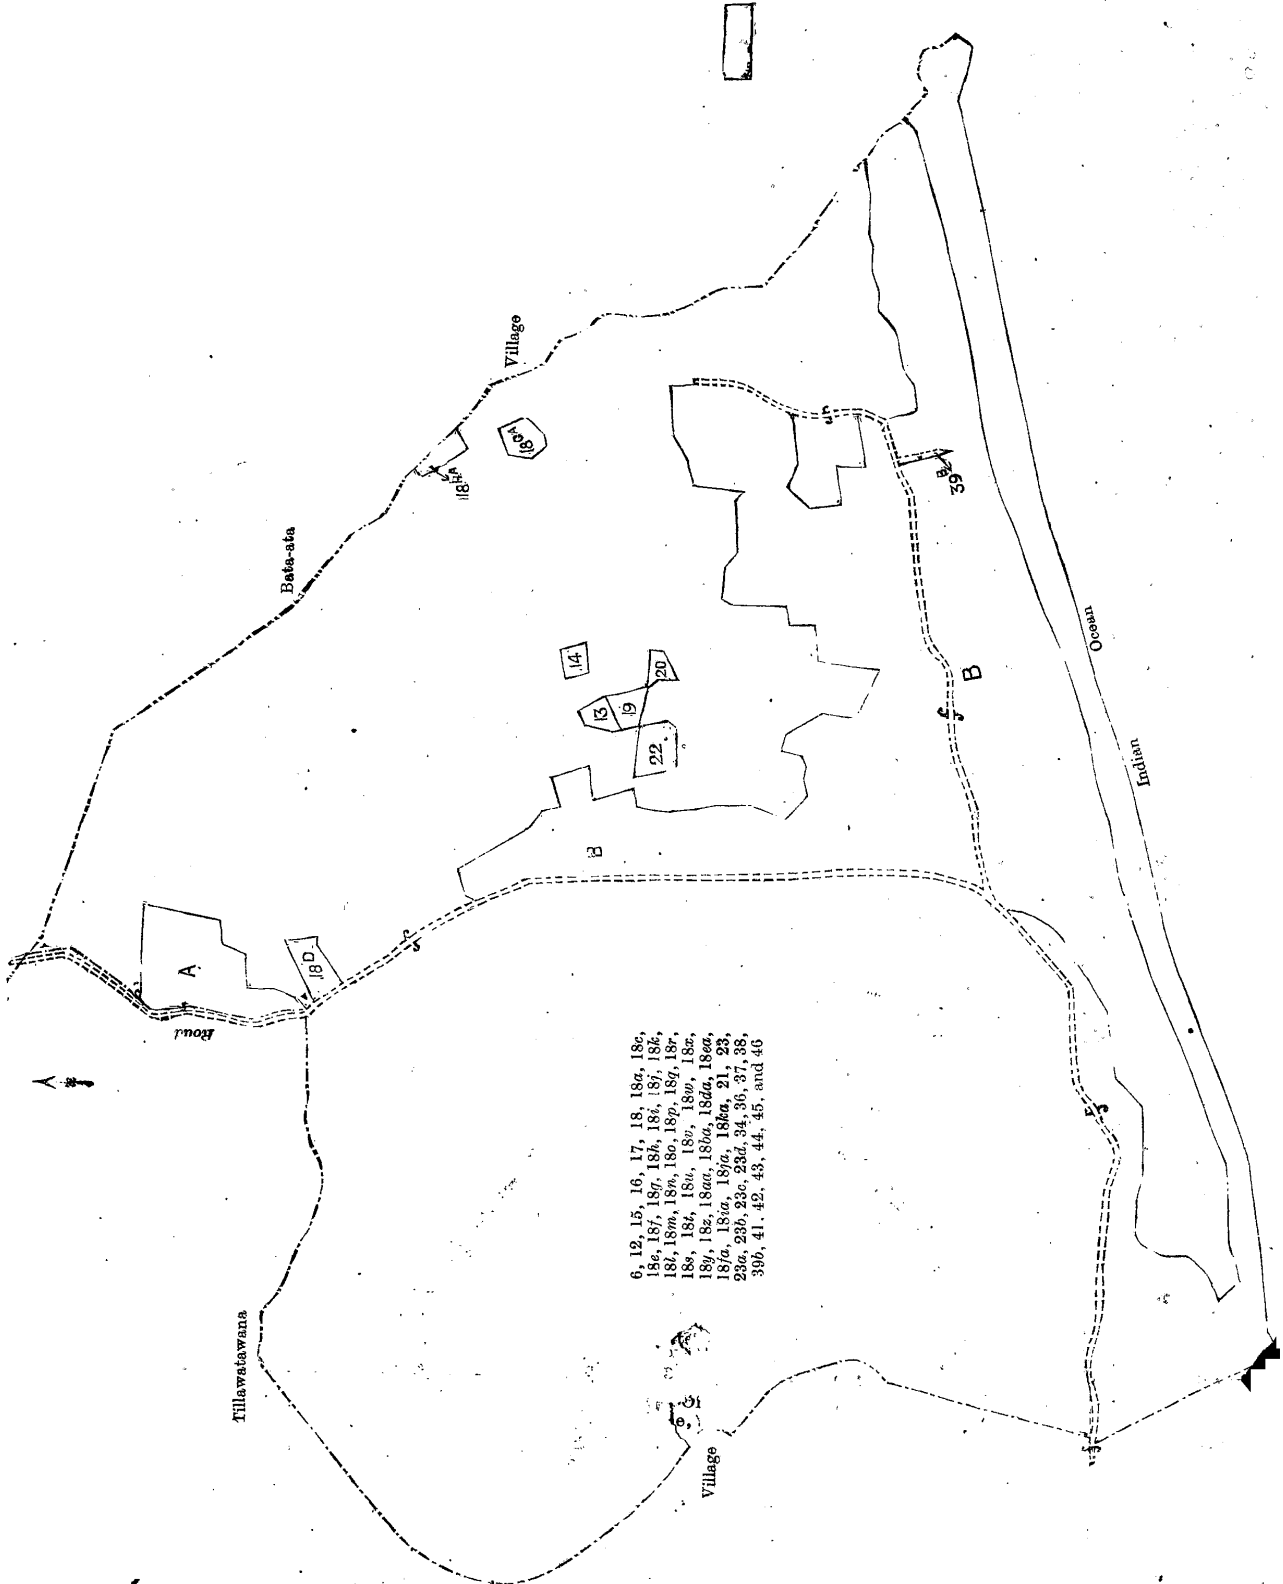 Bata-ata
Village
Road
A
18D
B
13
14
19
20
22
18GA
18HA
39B
B
Tillawatawana
Village
Indian
Ocean
6, 12, 15, 16, 17, 18, 18a, 18c,
18e, 18f, 18g, 18h, 18i, 18j, 18k,
18l, 18m, 18n, 18o, 18p, 18q, 18r,
18s, 18t, 18u, 18v, 18w, 18x,
18y, 18z, 18aa, 18ba, 18da, 18ea,
18fa, 18ia, 18ja, 18ka, 21, 23,
23a, 23b, 23c, 23d, 34, 36, 37, 38,
39b, 41, 42, 43, 44, 45, and 46